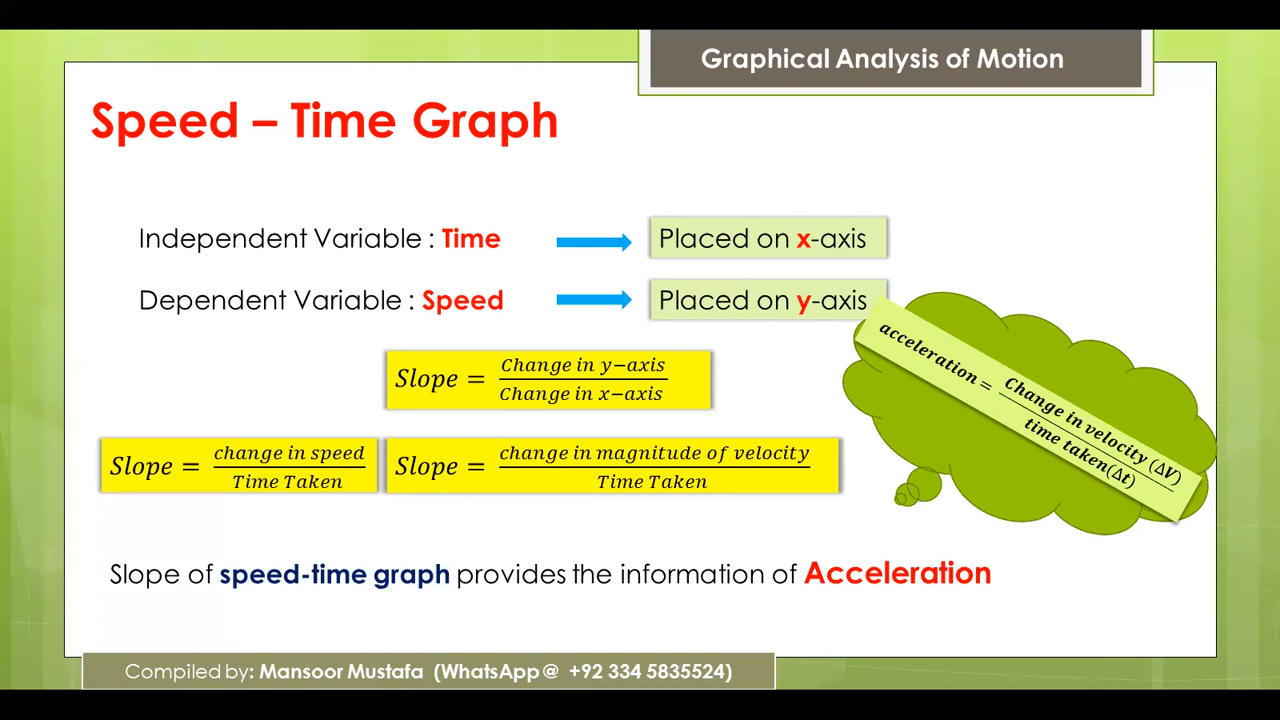 Graphical Analysis of Motion
Speed – Time Graph
Independent Variable : Time
Placed on x-axis
Dependent Variable : Speed
Placed on y-axis
acceleration = Change in velocity (ΔV) / time taken(Δt)
Slope = Change in y−axis / Change in x−axis
Slope = change in speed / Time Taken
Slope = change in magnitude of velocity / Time Taken
Slope of speed-time graph provides the information of Acceleration
Compiled by: Mansoor Mustafa (WhatsApp@ +92 334 5835524)